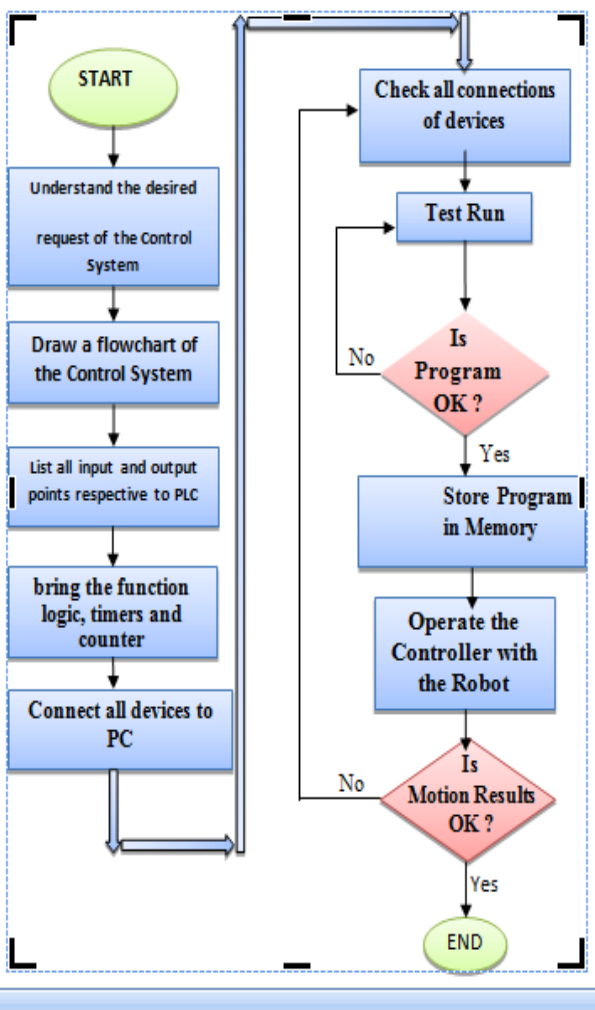 START
Understand the desired
request of the Control
System
Draw a flowchart of
the Control System
List all input and output
points respective to PLC
bring the function
logic, timers and
counter
Connect all devices to
PC
Check all connections
of devices
Test Run
Is
Program
OK ?
No
Yes
Store Program
in Memory
Operate the
Controller with
the Robot
Is
Motion Results
OK ?
No
Yes
END